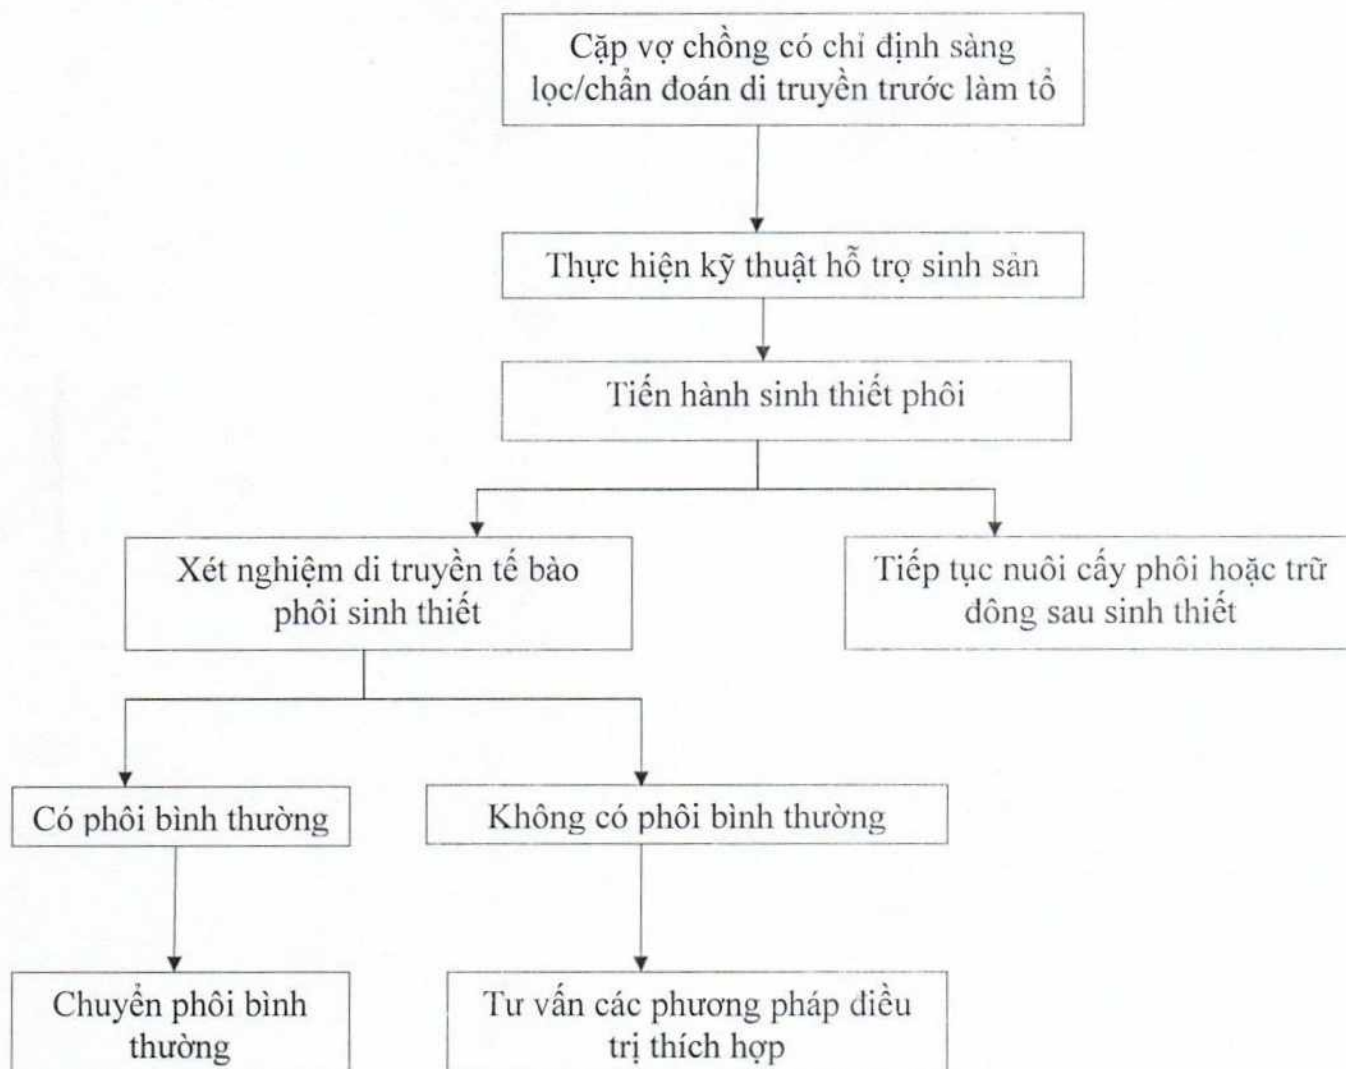 Cặp vợ chồng có chỉ định sàng
lọc/chẩn đoán di truyền trước làm tổ
Thực hiện kỹ thuật hỗ trợ sinh sản
Tiến hành sinh thiết phôi
Xét nghiệm di truyền tế bào
phôi sinh thiết
Tiếp tục nuôi cấy phôi hoặc trữ
đông sau sinh thiết
Có phôi bình thường
Không có phôi bình thường
Chuyển phôi bình
thường
Tư vấn các phương pháp điều
trị thích hợp